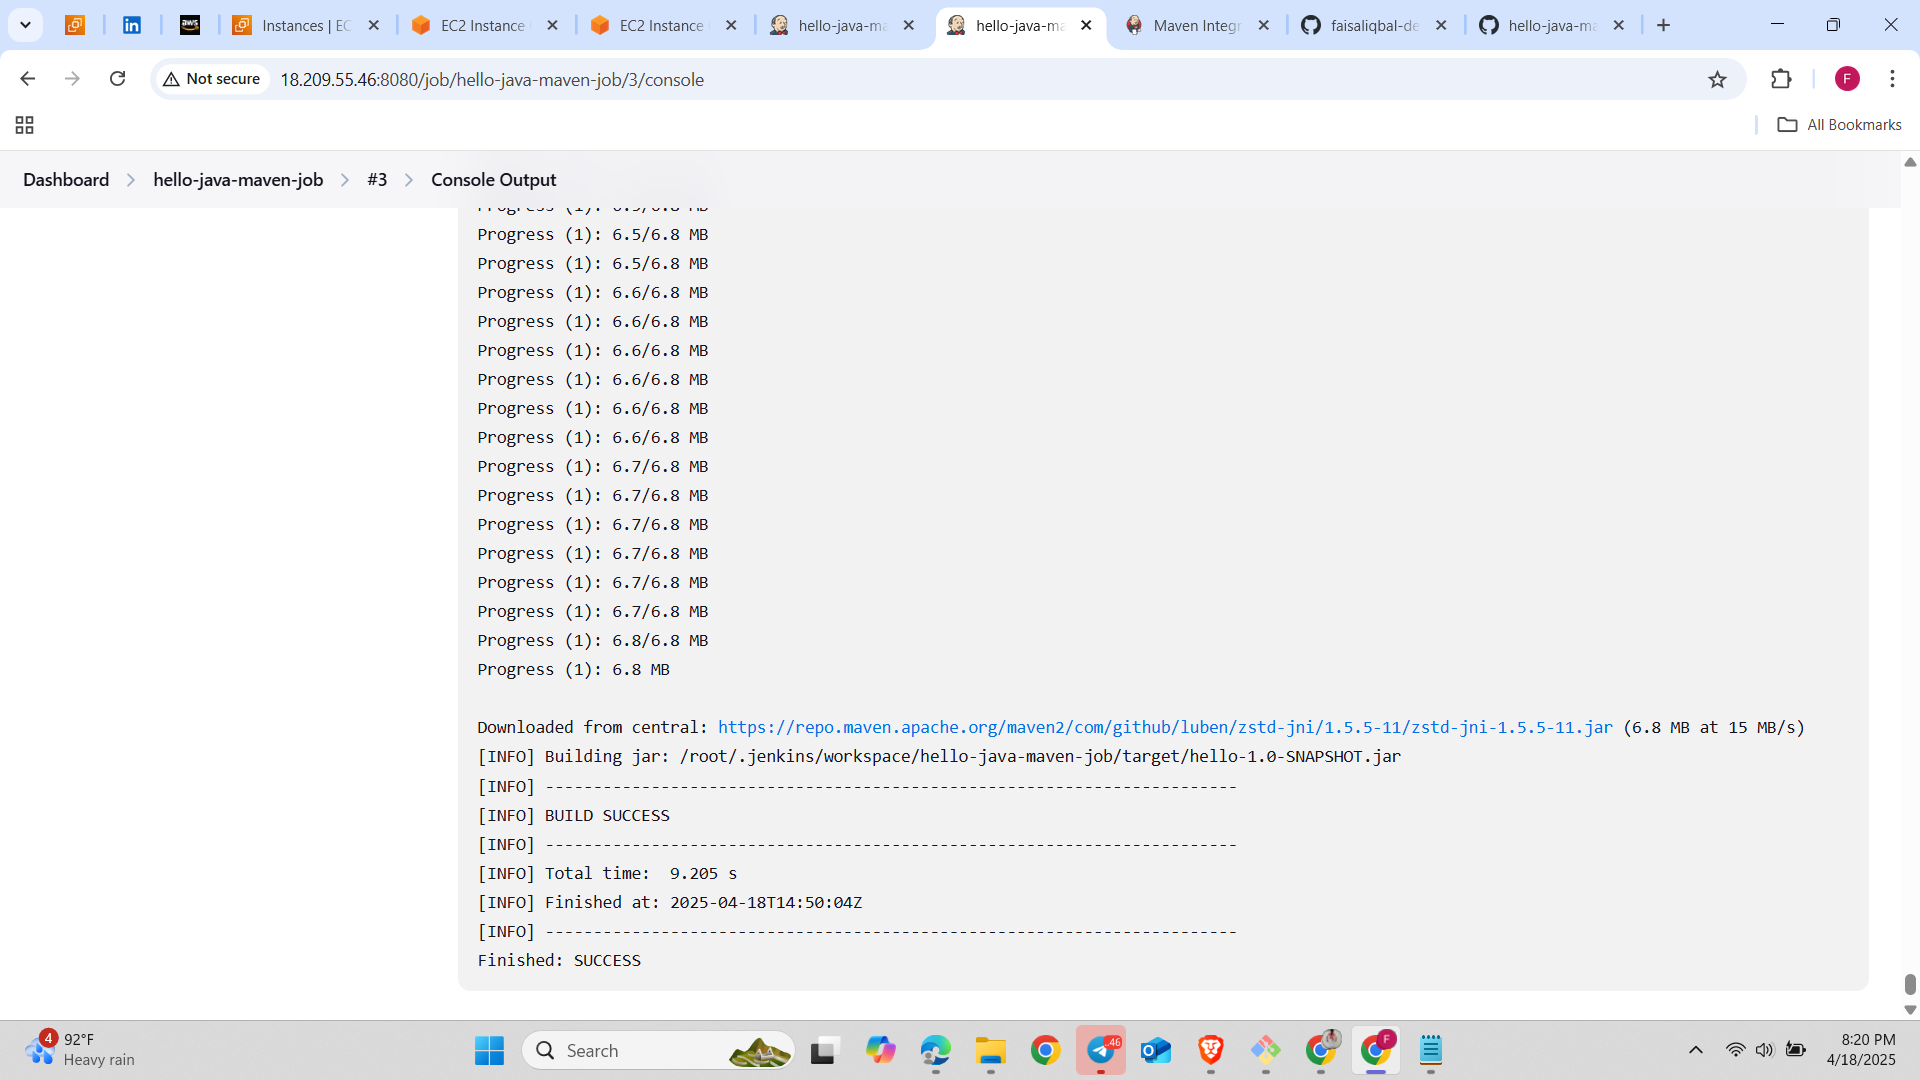 Instances | EC
EC2 Instance
EC2 Instance
hello-java-ma
hello-java-ma
Maven Integr
faisaliqbal-de
hello-java-ma
Not secure
18.209.55.46:8080/job/hello-java-maven-job/3/console
F
All Bookmarks
Dashboard
hello-java-maven-job
#3
Console Output
Progress (1): 6.5/6.8 MB
Progress (1): 6.5/6.8 MB
Progress (1): 6.6/6.8 MB
Progress (1): 6.6/6.8 MB
Progress (1): 6.6/6.8 MB
Progress (1): 6.6/6.8 MB
Progress (1): 6.6/6.8 MB
Progress (1): 6.6/6.8 MB
Progress (1): 6.7/6.8 MB
Progress (1): 6.7/6.8 MB
Progress (1): 6.7/6.8 MB
Progress (1): 6.7/6.8 MB
Progress (1): 6.7/6.8 MB
Progress (1): 6.7/6.8 MB
Progress (1): 6.8/6.8 MB
Progress (1): 6.8 MB
Downloaded from central: https://repo.maven.apache.org/maven2/com/github/luben/zstd-jni/1.5.5-11/zstd-jni-1.5.5-11.jar (6.8 MB at 15 MB/s)
[INFO] Building jar: /root/.jenkins/workspace/hello-java-maven-job/target/hello-1.0-SNAPSHOT.jar
[INFO] ------------------------------------------------------------------------
[INFO] BUILD SUCCESS
[INFO] ------------------------------------------------------------------------
[INFO] Total time:  9.205 s
[INFO] Finished at: 2025-04-18T14:50:04Z
[INFO] ------------------------------------------------------------------------
Finished: SUCCESS
4
92°F
Heavy rain
Search
8:20 PM
4/18/2025